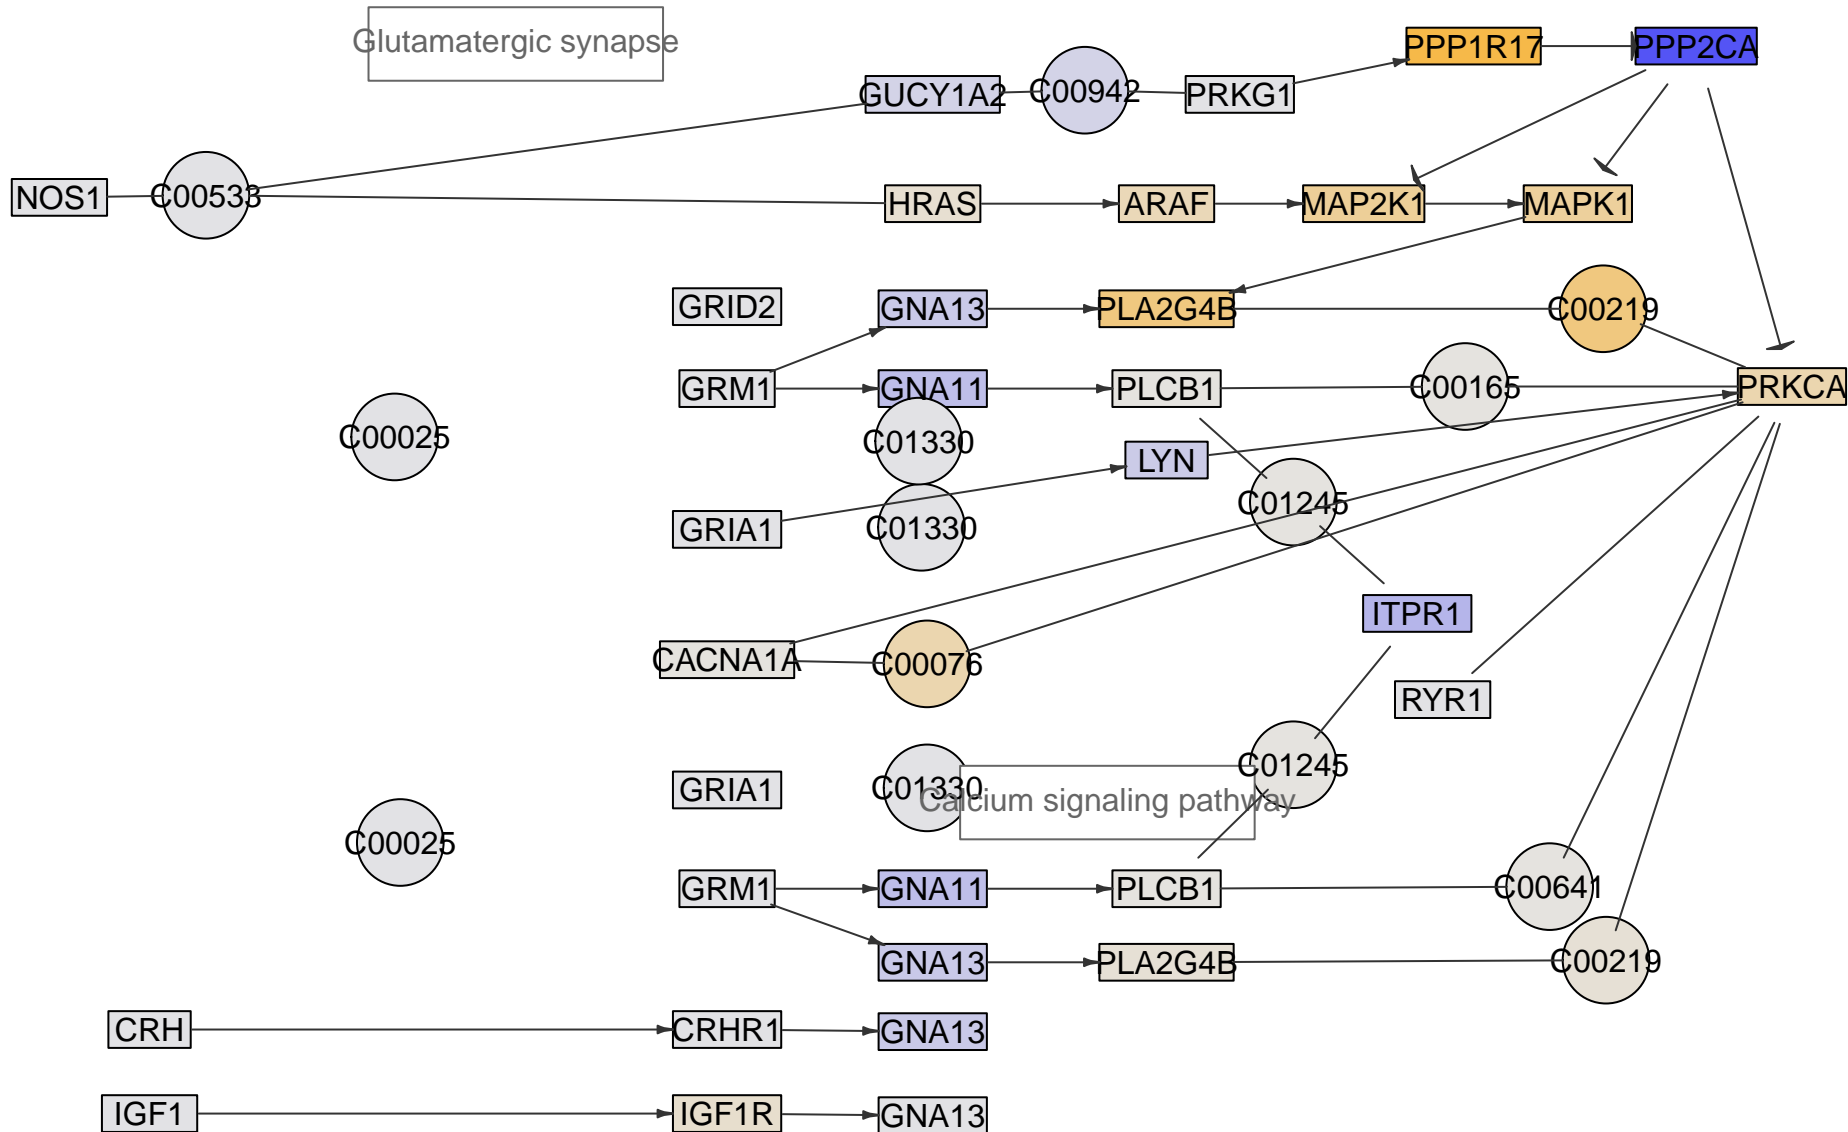 Glutamatergic synapse
PPP1R17
PPP2CA
GUCY1A2
C00942
PRKG1
NOS1
C00533
HRAS
ARAF
MAP2K1
MAPK1
GRID2
GNA13
PLA2G4B
C00219
GRM1
GNA11
PLCB1
C00165
PRKCA
C00025
C01330
LYN
GRIA1
C01330
C01245
ITPR1
CACNA1A
C00076
RYR1
GRIA1
C01330
C01245
Calcium signaling pathway
C00025
GRM1
GNA11
PLCB1
C00641
GNA13
PLA2G4B
C00219
CRH
CRHR1
GNA13
IGF1
IGF1R
GNA13